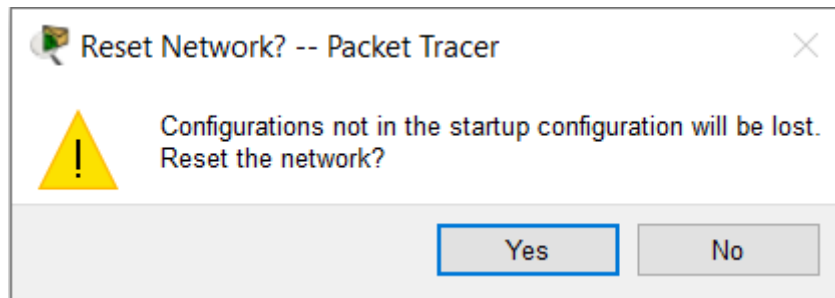 Reset Network? -- Packet Tracer
Configurations not in the startup configuration will be lost.
Reset the network?
Yes
No